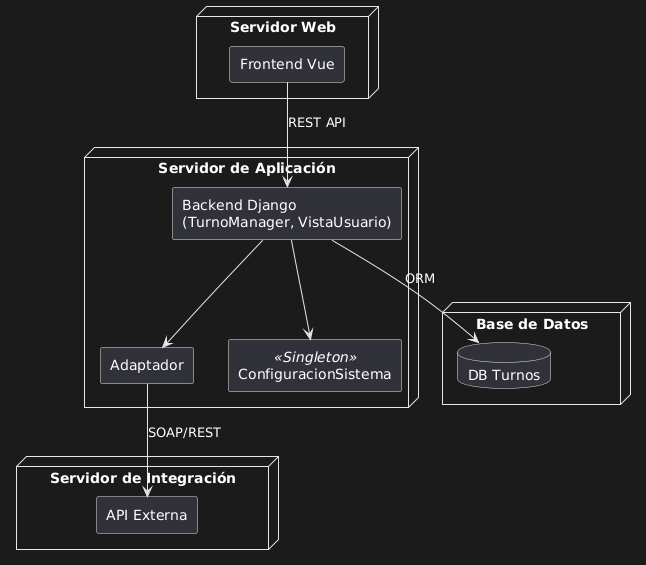 Servidor Web
Frontend Vue
REST API
Servidor de Aplicación
Backend Django
(TurnoManager, VistaUsuario)
ORM
Base de Datos
DB Turnos
Adaptador
«Singleton»
ConfiguracionSistema
SOAP/REST
Servidor de Integración
API Externa